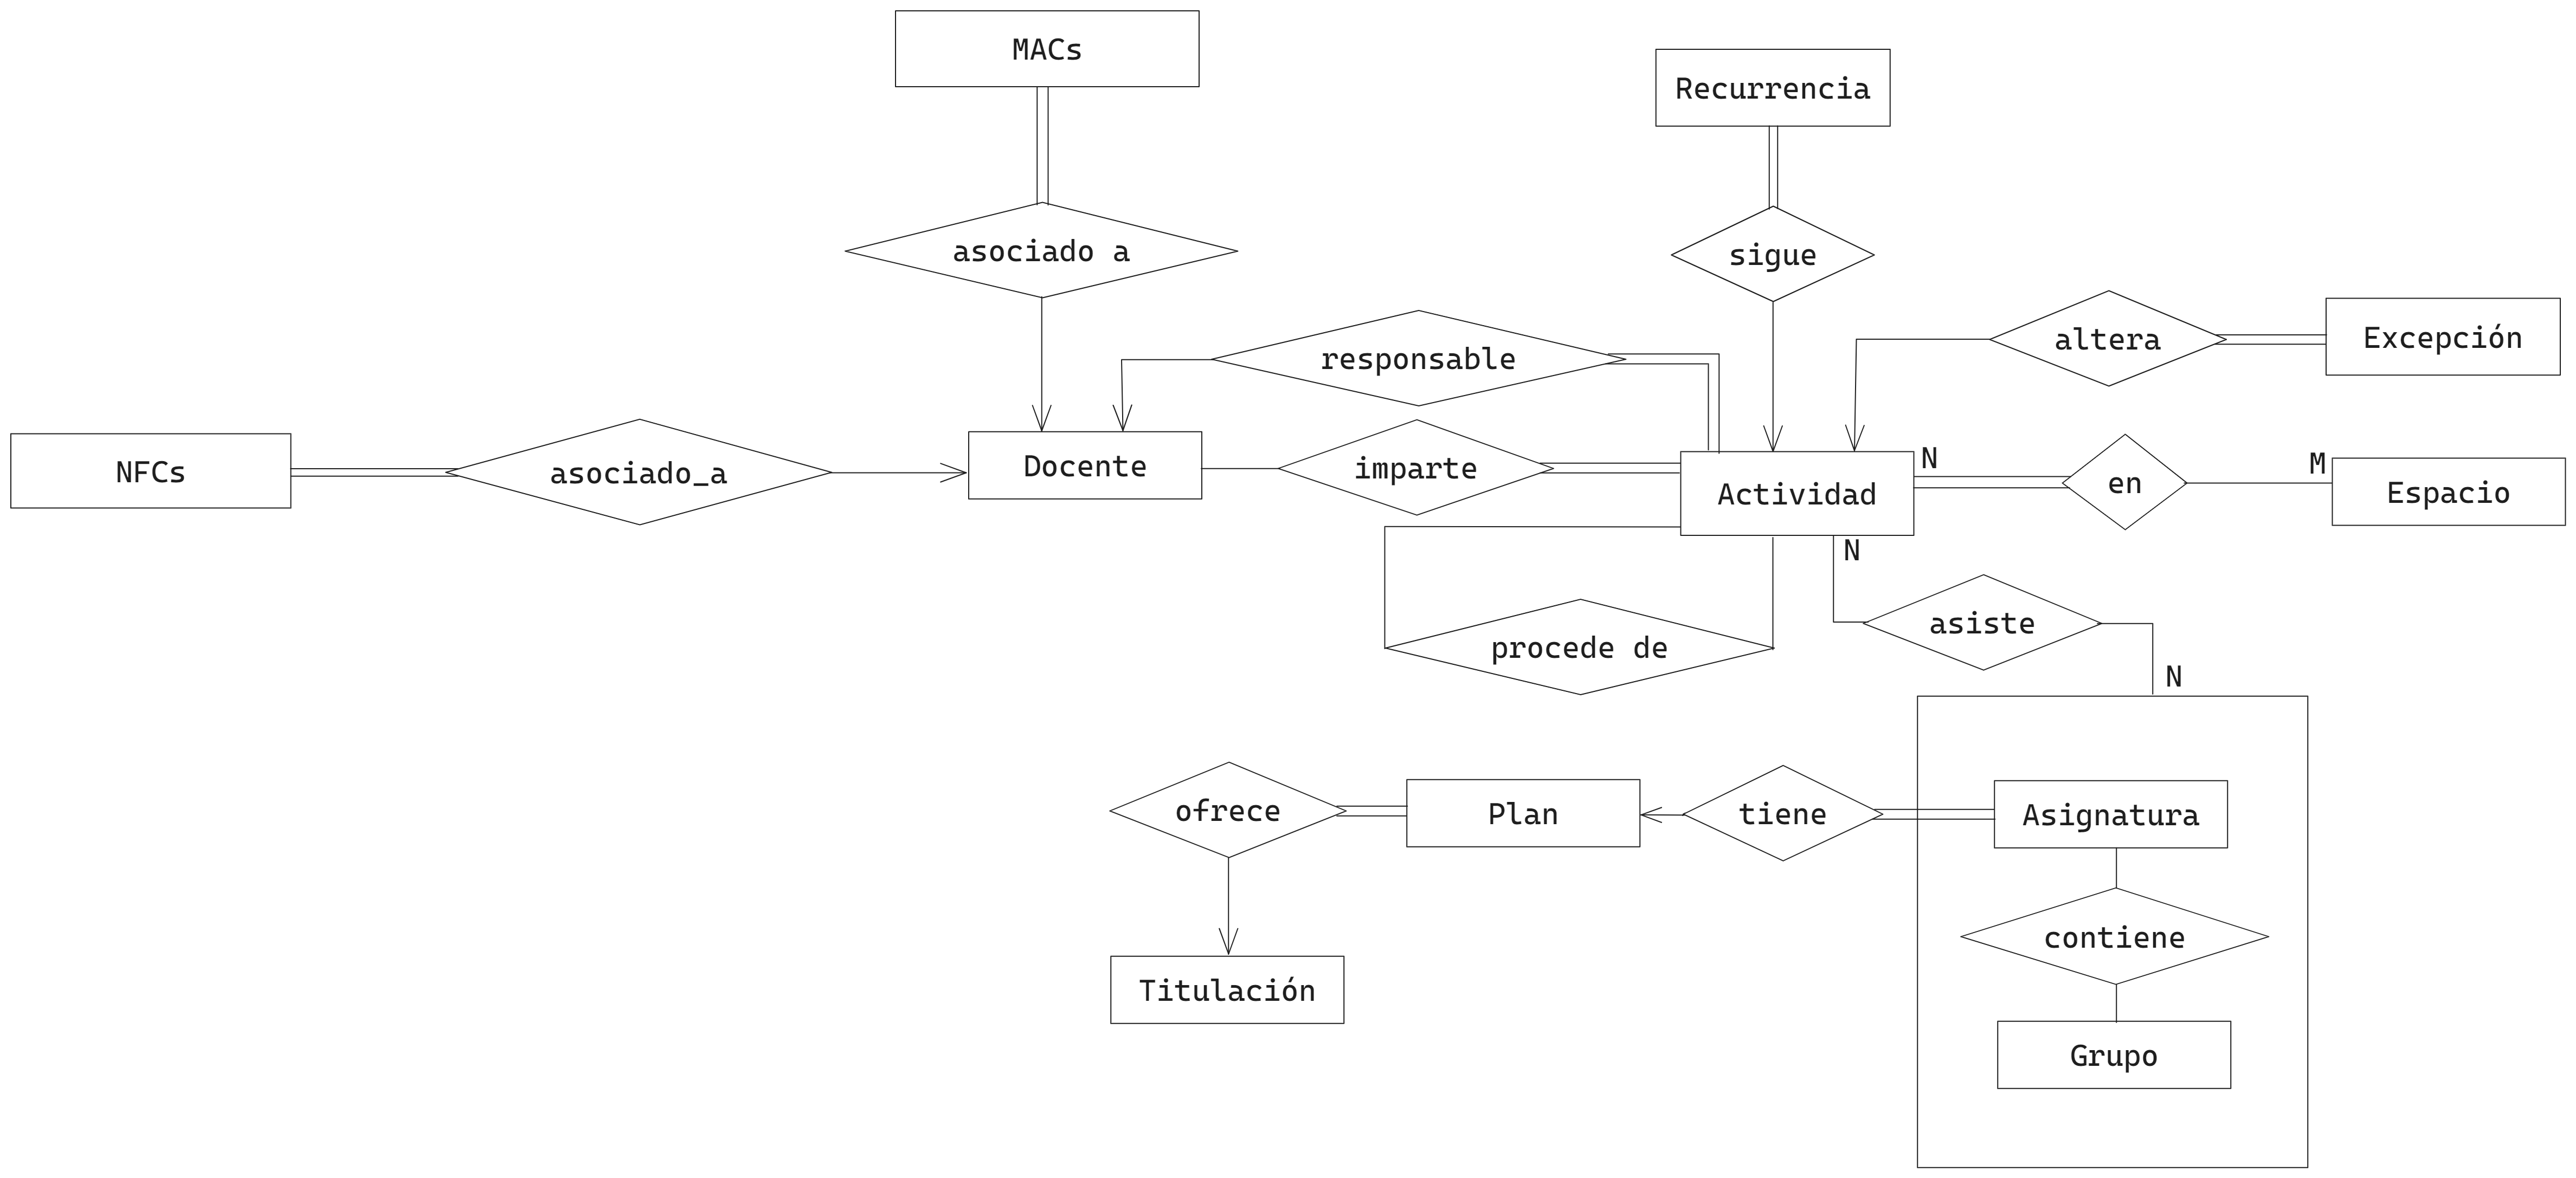 MACs
Recurrencia
asociado a
sigue
altera
Excepción
responsable
NFCs
asociado_a
Docente
imparte
Actividad
N
en
M
Espacio
N
asiste
procede de
N
ofrece
Plan
tiene
Asignatura
contiene
Titulación
Grupo